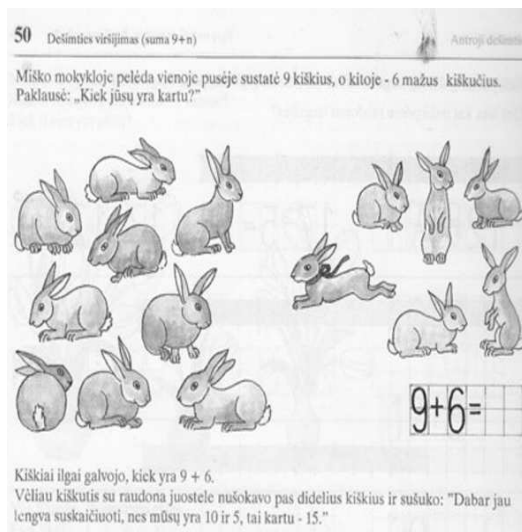 50 Dešimties viršijimas (suma 9+n)
Antroji dešimtis
Miško mokykloje pelėda vienoje pusėje sustatė 9 kiškius, o kitoje - 6 mažus kiškučius.
Paklausė: „Kiek jūsų yra kartu?”
9+6=
Kiškiai ilgai galvojo, kiek yra 9 + 6.
Vėliau kiškutis su raudona juostele nušokavo pas didelius kiškius ir sušuko: "Dabar jau
lengva suskaičiuoti, nes mūsų yra 10 ir 5, tai kartu - 15.”